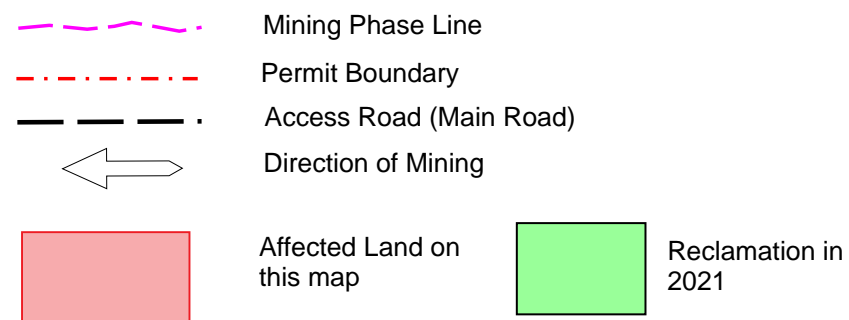 Mining Phase Line
Permit Boundary
Access Road (Main Road)
Direction of Mining
Affected Land on
this map
Reclamation in
2021